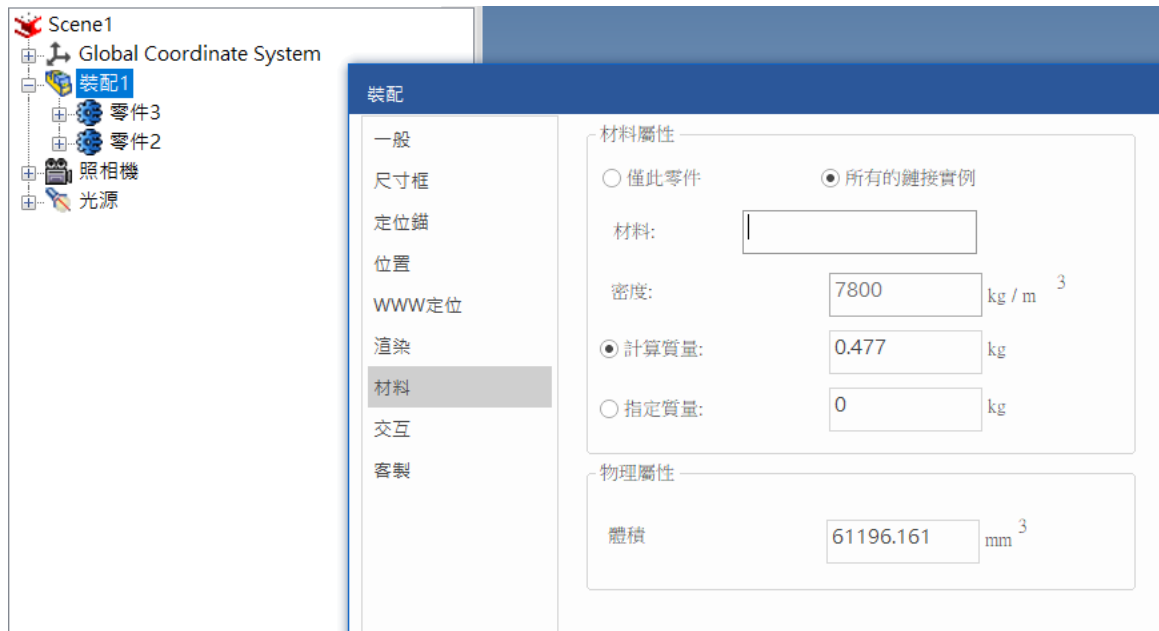 Scene1
Global Coordinate System
裝配1
零件3
零件2
照相機
光源
裝配
一般
尺寸框
定位錨
位置
WWW定位
渲染
材料
交互
客製
材料屬性
僅此零件 所有的鏈接實例
材料:
密度: 7800 kg / m 3
計算質量: 0.477 kg
指定質量: 0 kg
物理屬性
體積 61196.161 mm 3